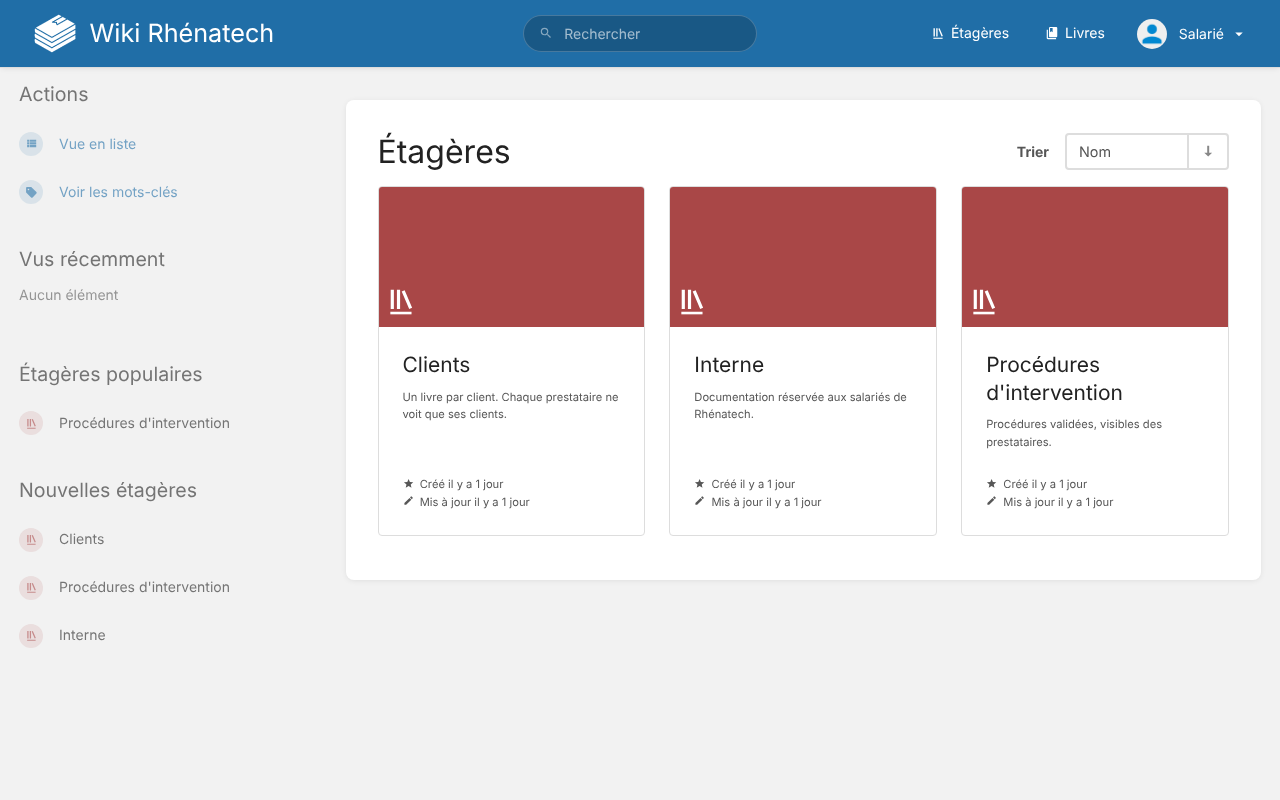 Wiki Rhénatech
Rechercher
Étagères
Livres
Salarié
Actions
Vue en liste
Voir les mots-clés
Vus récemment
Aucun élément
Étagères populaires
Procédures d'intervention
Nouvelles étagères
Clients
Procédures d'intervention
Interne
Étagères
Trier
Nom
Clients
Un livre par client. Chaque prestataire ne
voit que ses clients.
Créé il y a 1 jour
Mis à jour il y a 1 jour
Interne
Documentation réservée aux salariés de
Rhénatech.
Créé il y a 1 jour
Mis à jour il y a 1 jour
Procédures
d'intervention
Procédures validées, visibles des
prestataires.
Créé il y a 1 jour
Mis à jour il y a 1 jour